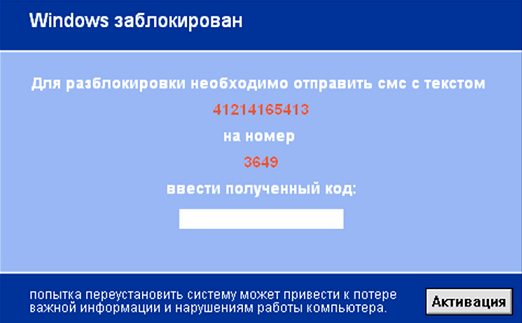 Windows заблокирован
Для разблокировки необходимо отправить смс с текстом
41214165413
на номер
3649
ввести полученный код:
попытка переустановить систему может привести к потере
важной информации и нарушениям работы компьютера.
Активация